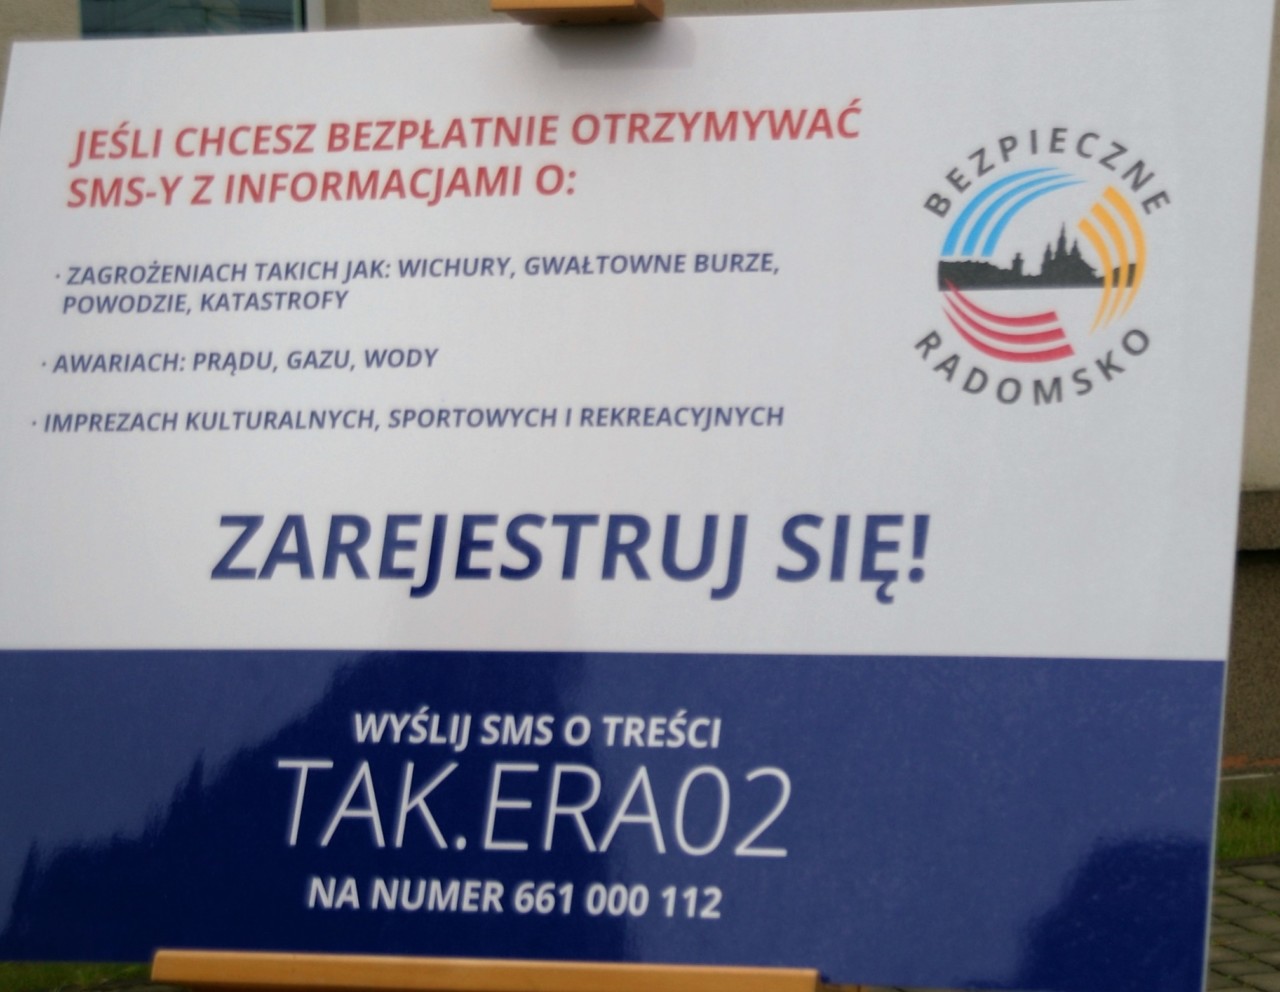 JEŚLI CHCESZ BEZPŁATNIE OTRZYMYWAĆ
SMS-Y Z INFORMACJAMI O:
· ZAGROŻENIACH TAKICH JAK: WICHURY, GWAŁTOWNE BURZE,
POWODZIE, KATASTROFY
· AWARIACH: PRĄDU, GAZU, WODY
· IMPREZACH KULTURALNYCH, SPORTOWYCH I REKREACYJNYCH
BEZPIECZNE
RADOMSKO
ZAREJESTRUJ SIĘ!
WYŚLIJ SMS O TREŚCI
TAK.ERA02
NA NUMER 661 000 112